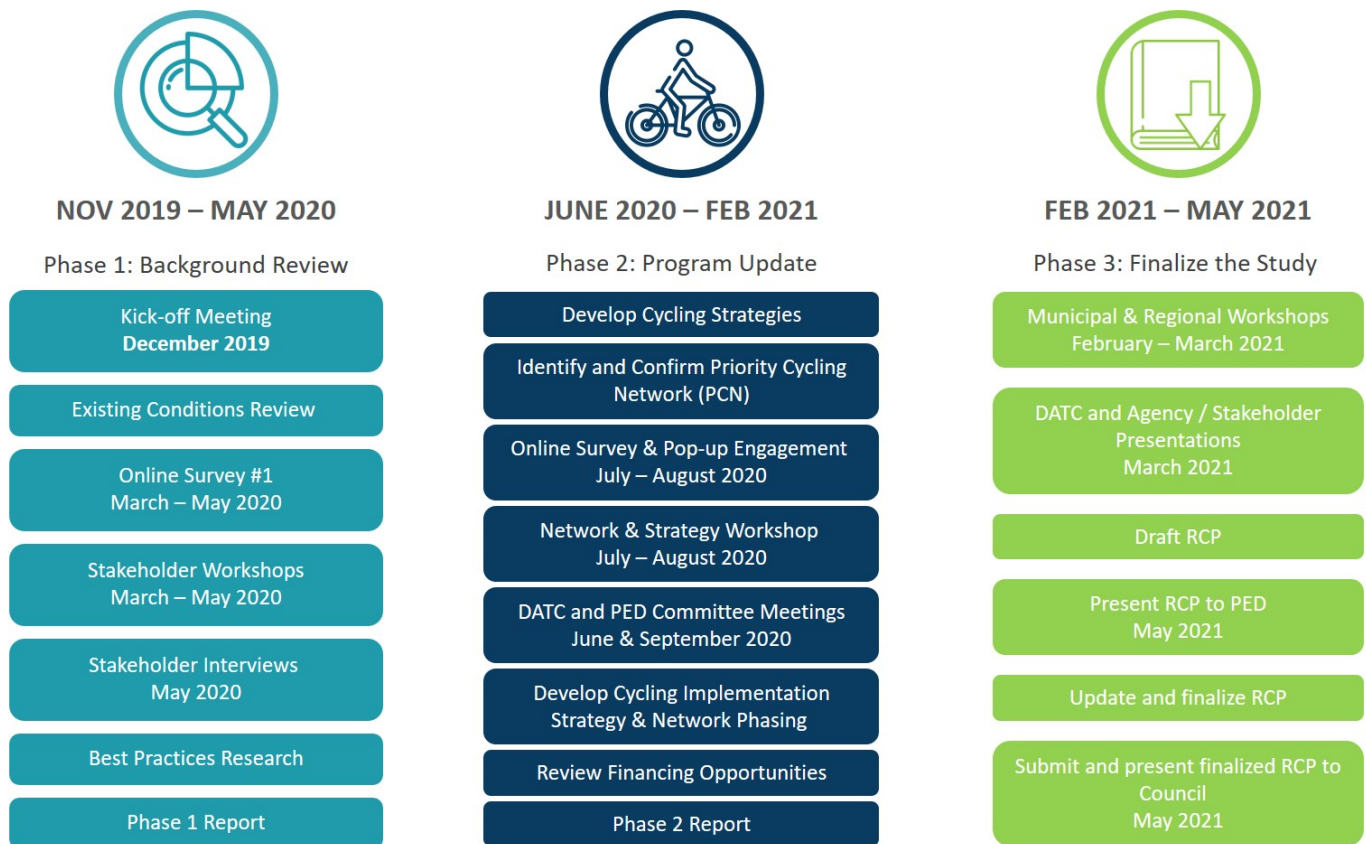 NOV 2019 – MAY 2020
Phase 1: Background Review
Kick-off Meeting
December 2019
Existing Conditions Review
Online Survey #1
March – May 2020
Stakeholder Workshops
March – May 2020
Stakeholder Interviews
May 2020
Best Practices Research
Phase 1 Report
JUNE 2020 – FEB 2021
Phase 2: Program Update
Develop Cycling Strategies
Identify and Confirm Priority Cycling
Network (PCN)
Online Survey & Pop-up Engagement
July – August 2020
Network & Strategy Workshop
July – August 2020
DATC and PED Committee Meetings
June & September 2020
Develop Cycling Implementation
Strategy & Network Phasing
Review Financing Opportunities
Phase 2 Report
FEB 2021 – MAY 2021
Phase 3: Finalize the Study
Municipal & Regional Workshops
February – March 2021
DATC and Agency / Stakeholder
Presentations
March 2021
Draft RCP
Present RCP to PED
May 2021
Update and finalize RCP
Submit and present finalized RCP to
Council
May 2021